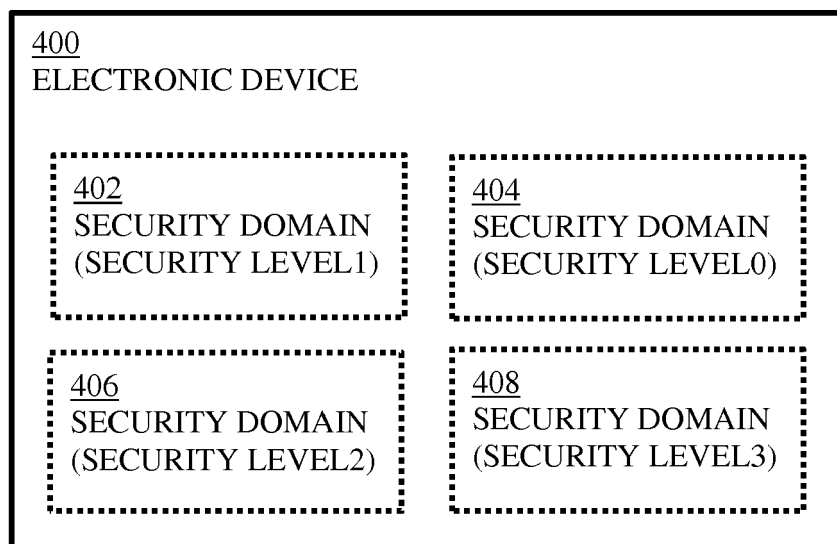 400
ELECTRONIC DEVICE
402
SECURITY DOMAIN
(SECURITY LEVEL1)
404
SECURITY DOMAIN
(SECURITY LEVEL0)
406
SECURITY DOMAIN
(SECURITY LEVEL2)
408
SECURITY DOMAIN
(SECURITY LEVEL3)